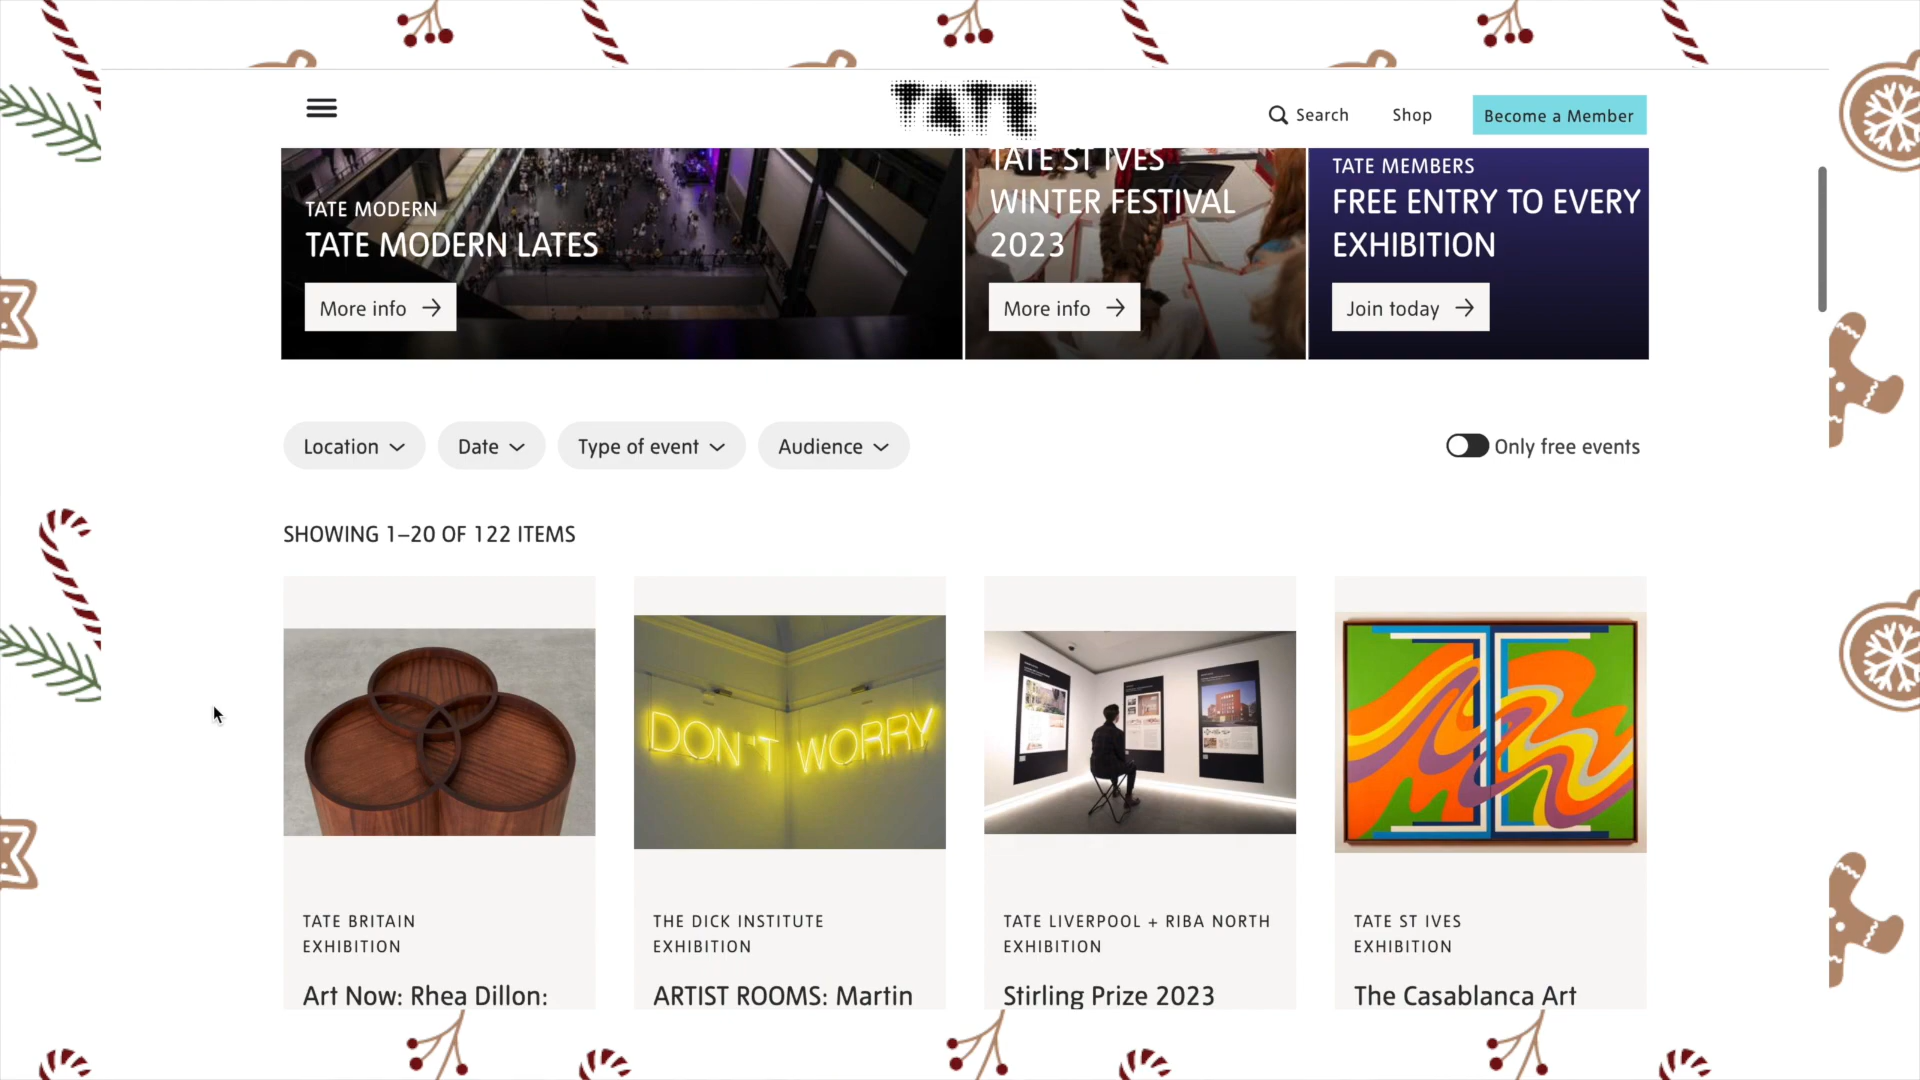 TATE
Search
Shop
Become a Member
TATE MODERN
TATE MODERN LATES
More info
TATE ST IVES
WINTER FESTIVAL
2023
More info
TATE MEMBERS
FREE ENTRY TO EVERY
EXHIBITION
Join today
Location
Date
Type of event
Audience
Only free events
SHOWING 1–20 OF 122 ITEMS
DON'T WORRY
TATE BRITAIN
EXHIBITION
Art Now: Rhea Dillon:
THE DICK INSTITUTE
EXHIBITION
ARTIST ROOMS: Martin
TATE LIVERPOOL + RIBA NORTH
EXHIBITION
Stirling Prize 2023
TATE ST IVES
EXHIBITION
The Casablanca Art